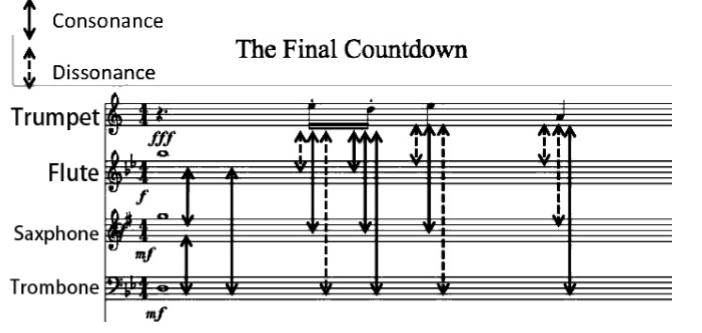 Consonance
The Final Countdown
Dissonance
Trumpet
fff
Flute
f
Saxphone
mf
Trombone
mf